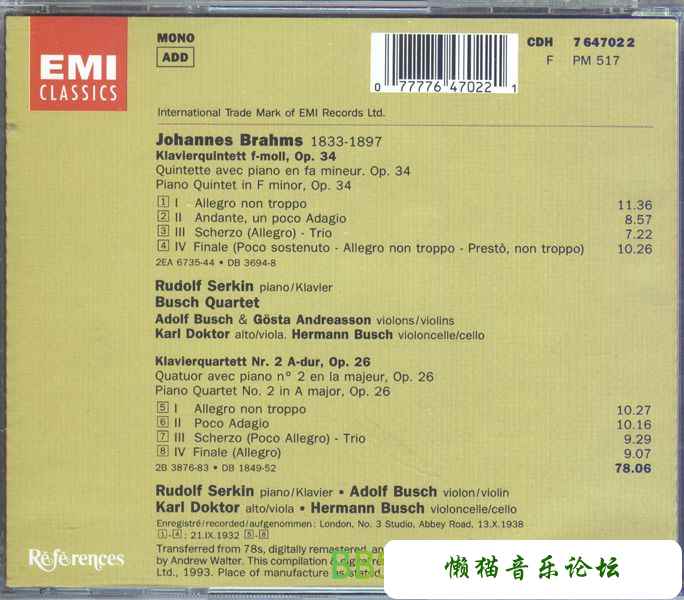 EMI
CLASSICS
MONO
ADD
0 77776 47022 1
CDH 7 64702 2
F PM 517
International Trade Mark of EMI Records Ltd.
Johannes Brahms 1833-1897
Klavierquintett f-moll, Op. 34
Quintette avec piano en fa mineur. Op. 34
Piano Quintet in F minor, Op. 34
1 I Allegro non troppo 11.36
2 II Andante, un poco Adagio 8.57
3 III Scherzo (Allegro) - Trio 7.22
4 IV Finale (Poco sostenuto - Allegro non troppo - Prestô, non troppo) 10.26
2EA 6735-44 • DB 3694-8
Rudolf Serkin piano/Klavier
Busch Quartet
Adolf Busch & Gösta Andreasson violons/violins
Karl Doktor alto/viola. Hermann Busch violoncelle/cello
Klavierquartett Nr. 2 A-dur, Op. 26
Quatuor avec piano n° 2 en la majeur, Op. 26
Piano Quartet No. 2 in A major, Op. 26
5 I Allegro non troppo 10.27
6 II Poco Adagio 10.16
7 III Scherzo (Poco Allegro) - Trio 9.29
8 IV Finale (Allegro) 9.07
2B 3876-83 • DB 1849-52 78.06
Rudolf Serkin piano/Klavier • Adolf Busch violon/violin
Karl Doktor alto/viola • Hermann Busch violoncelle/cello
Enregistré/recorded/aufgenommen: London, No. 3 Studio, Abbey Road, 13.X.1938
1-4; 21.IX.1932 5-8
Transferred from 78s, digitally remastered, an
by Andrew Walter. This compilation
Ltd., 1993. Place of manufacture as stated
Références
BB
懒猫音乐论坛